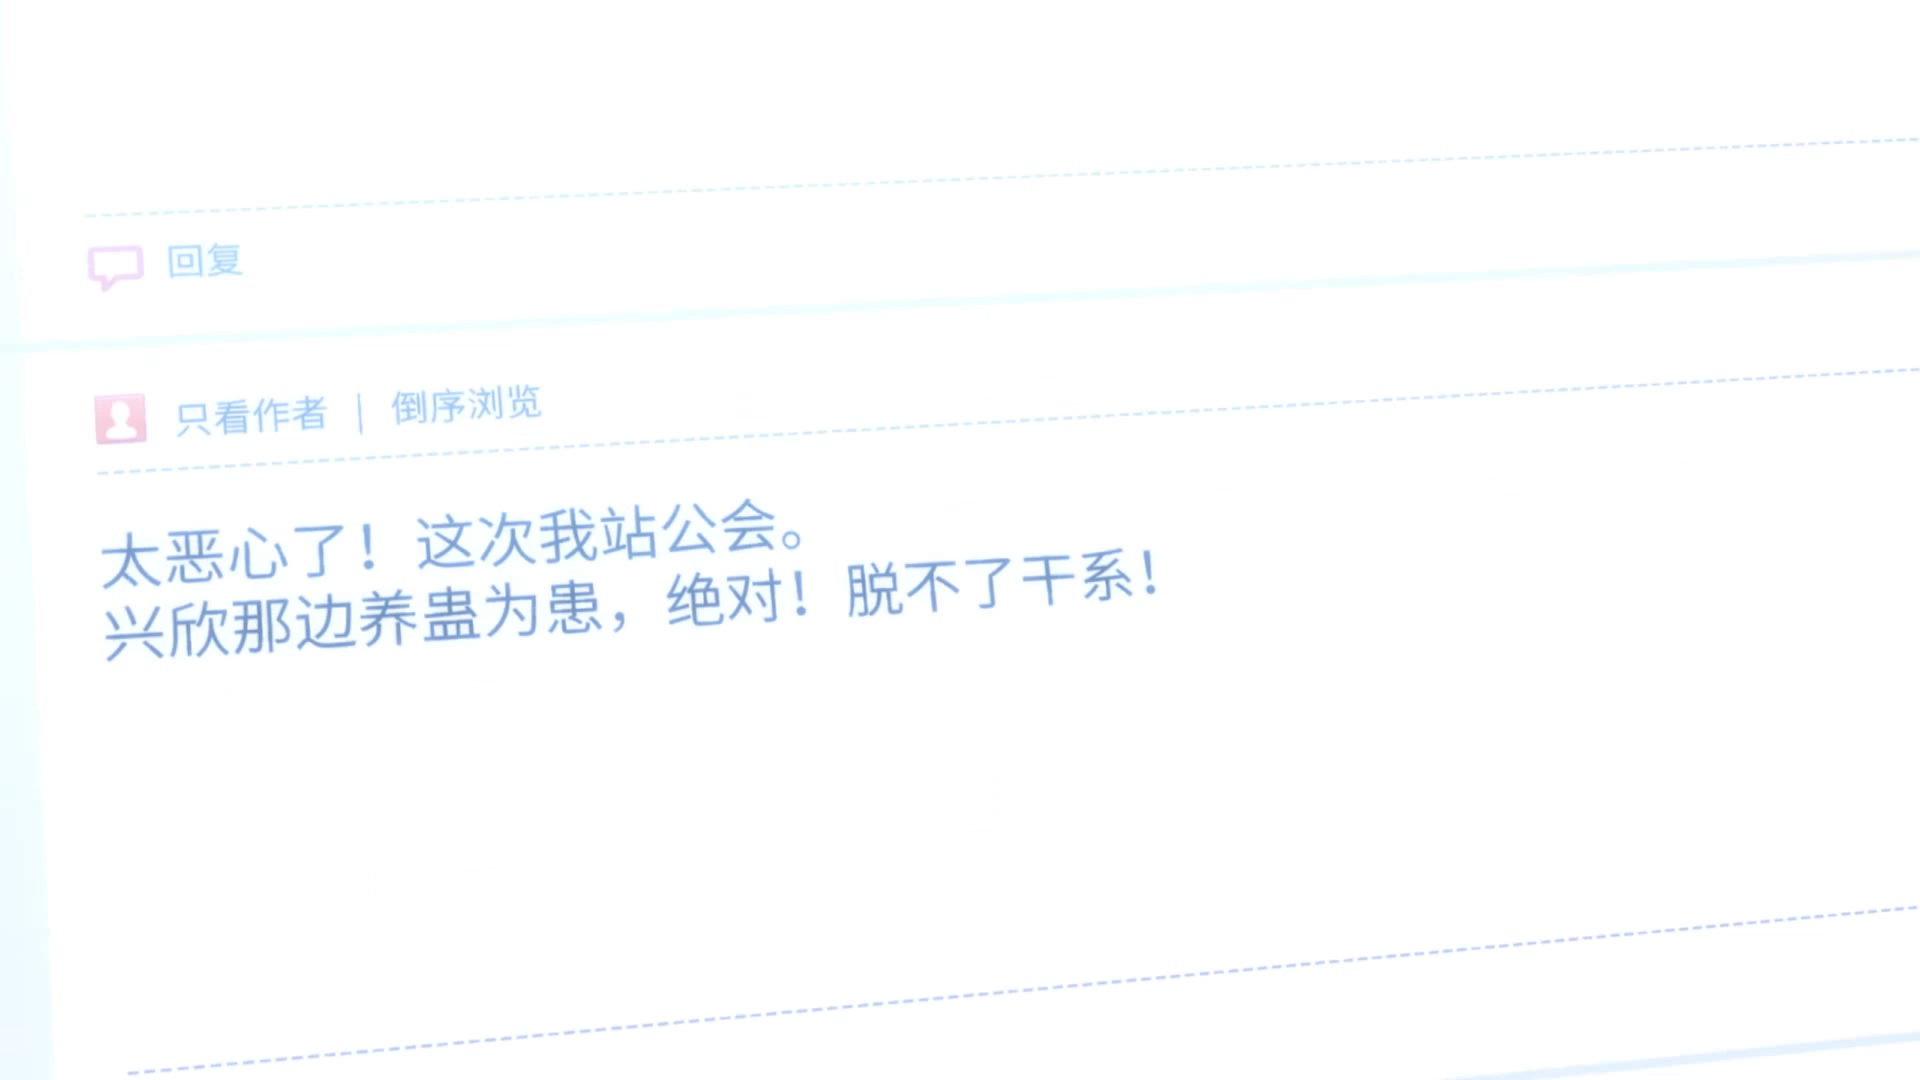 回复
只看作者 | 倒序浏览
太恶心了！这次我站公会。
兴欣那边养蛊为患，绝对！脱不了干系！